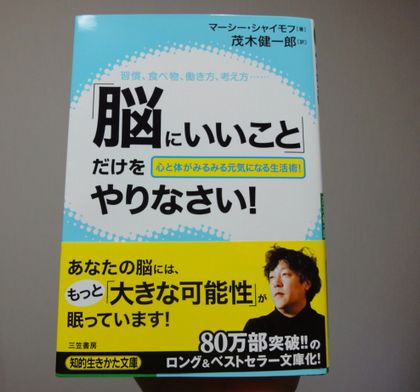 マーシー・シャイモフ[著]
茂木健一郎[訳]
習慣、食べ物、働き方、考え方……
「脳にいいこと」
だけを
心と体がみるみる元気になる生活術!
やりなさい!
あなたの脳には、
もっと「大きな可能性」が
眠っています!
三笠書房
知的生きかた文庫
80万部突破!!の
ロング&ベストセラー文庫化!